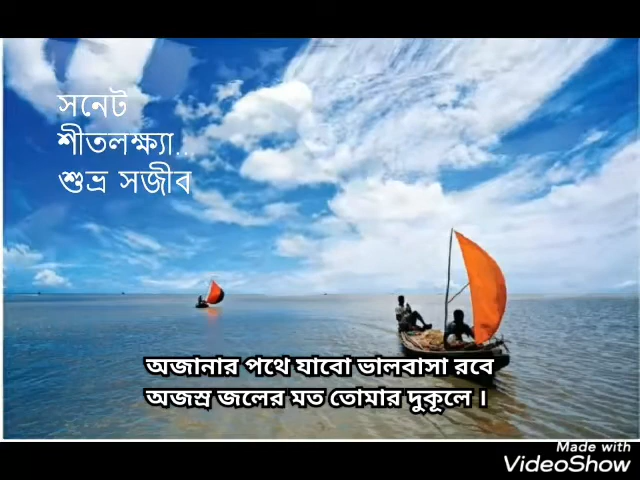 সনেট
শীতলক্ষ্যা..
শুভ্র সজীব
অজানার পথে যাবো ভালবাসা রবে
অজস্র জলের মত তোমার দুকূলে ।
Made with
VideoShow